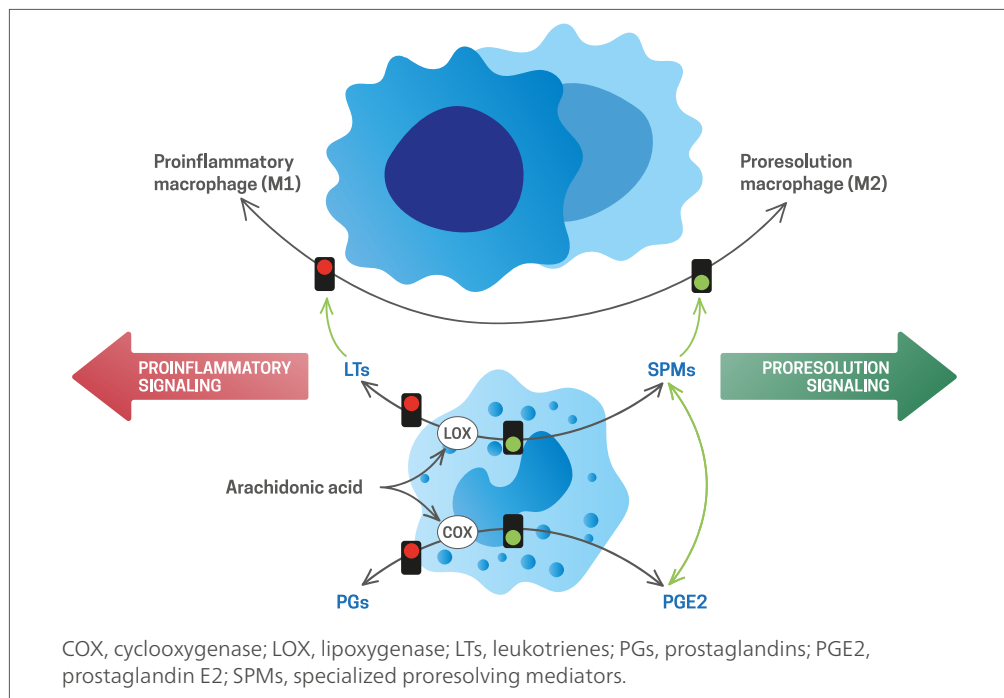 Proinflammatory
macrophage (M1)
Proresolution
macrophage (M2)
PROINFLAMMATORY
SIGNALING
LTs
SPMs
PRORESOLUTION
SIGNALING
LOX
Arachidonic acid
COX
PGs
PGE2
COX, cyclooxygenase; LOX, lipoxygenase; LTs, leukotrienes; PGs, prostaglandins; PGE2,
prostaglandin E2; SPMs, specialized proresolving mediators.